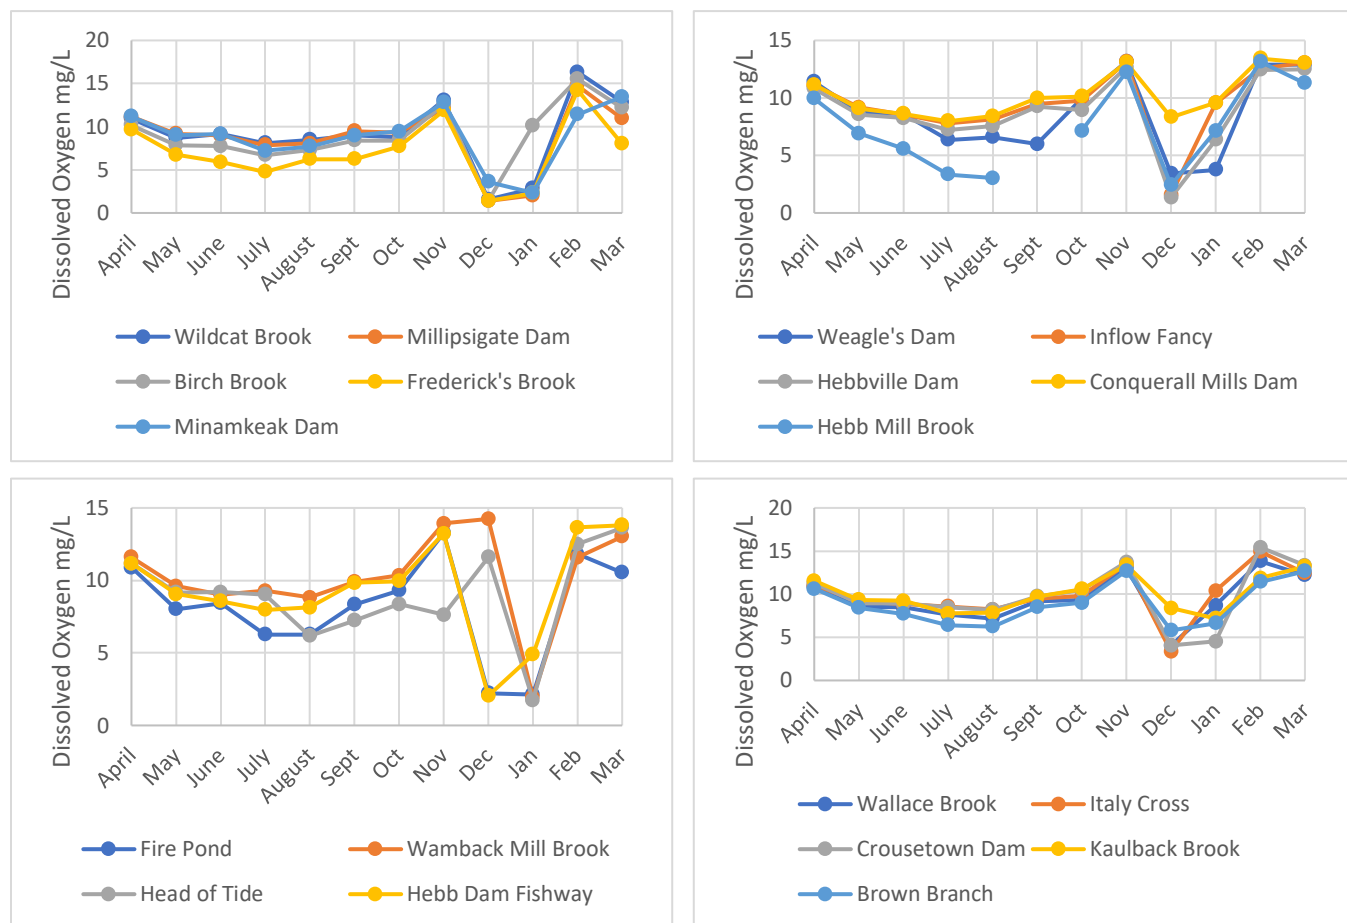 Dissolved Oxygen mg/L
20
15
10
5
0
April May June July August Sept Oct Nov Dec Jan Feb Mar
Wildcat Brook Millipsigate Dam
Birch Brook Frederick's Brook
Minamkeak Dam
Dissolved Oxygen mg/L
15
10
5
0
April May June July August Sept Oct Nov Dec Jan Feb Mar
Weagle's Dam Inflow Fancy
Hebbville Dam Conquerall Mills Dam
Hebb Mill Brook
Dissolved Oxygen mg/L
15
10
5
0
April May June July August Sept Oct Nov Dec Jan Feb Mar
Fire Pond Wamback Mill Brook
Head of Tide Hebb Dam Fishway
Dissolved Oxygen mg/L
20
15
10
5
0
April May June July August Sept Oct Nov Dec Jan Feb Mar
Wallace Brook Italy Cross
Crousetown Dam Kaulback Brook
Brown Branch